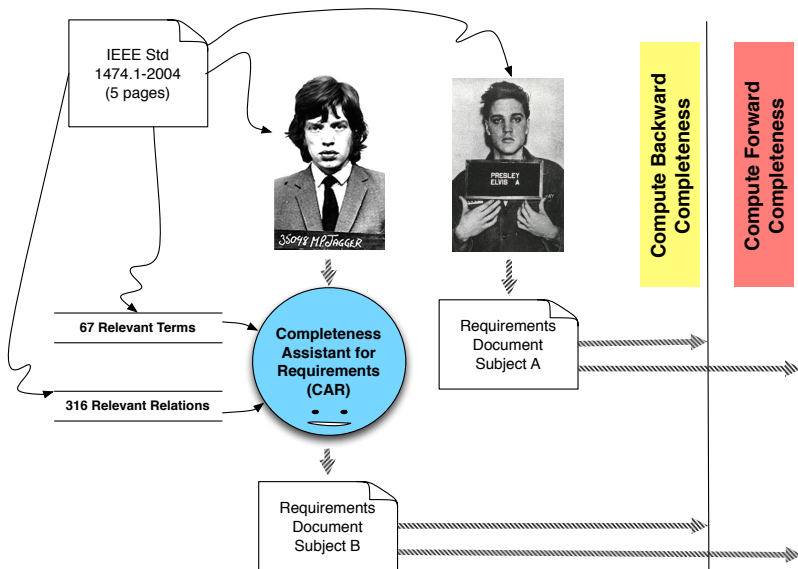 IEEE Std
1474.1-2004
(5 pages)
35048 M.P.JAGGER
PRESLEY
ELVIS A
Compute Backward
Completeness
Compute Forward
Completeness
67 Relevant Terms
316 Relevant Relations
Completeness
Assistant for
Requirements
(CAR)
Requirements
Document
Subject A
Requirements
Document
Subject B